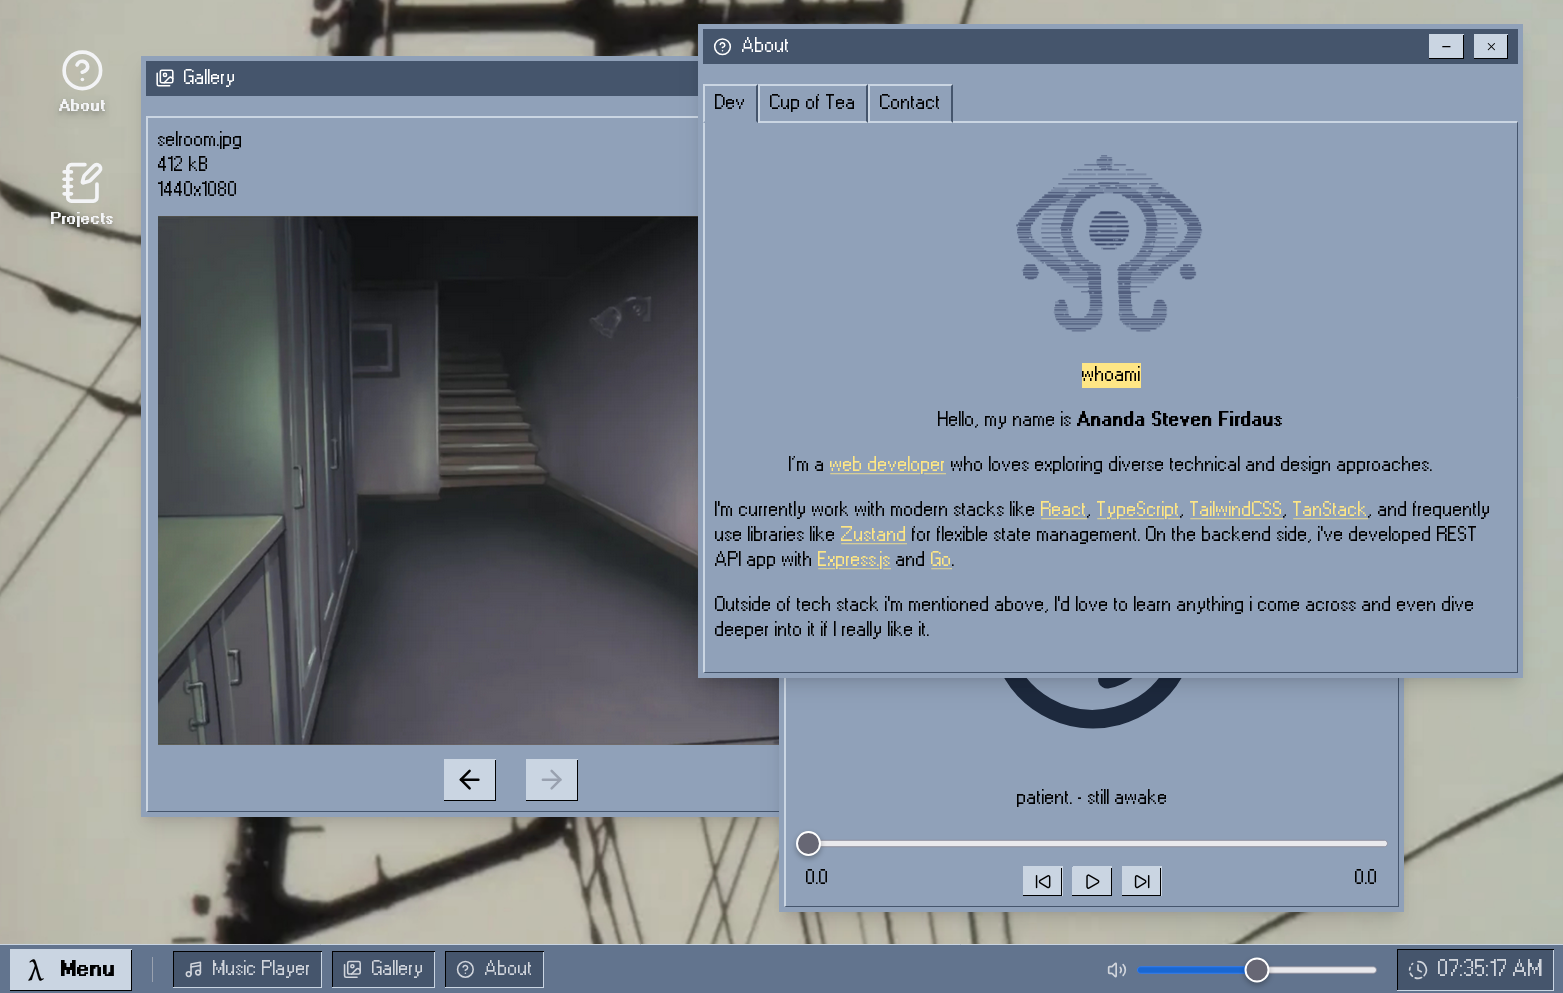 About
Projects
Gallery
selroom.jpg
412 kB
1440x1080
About
Dev
Cup of Tea
Contact
whoami
Hello, my name is Ananda Steven Firdaus
I'm a web developer who loves exploring diverse technical and design approaches.
I'm currently work with modern stacks like React, TypeScript, TailwindCSS, TanStack, and frequently
use libraries like Zustand for flexible state management. On the backend side, i've developed REST
API app with Express.js and Go.
Outside of tech stack i'm mentioned above, I'd love to learn anything i come across and even dive
deeper into it if I really like it.
patient. - still awake
0.0
0.0
λ Menu
Music Player
Gallery
About
07:35:17 AM